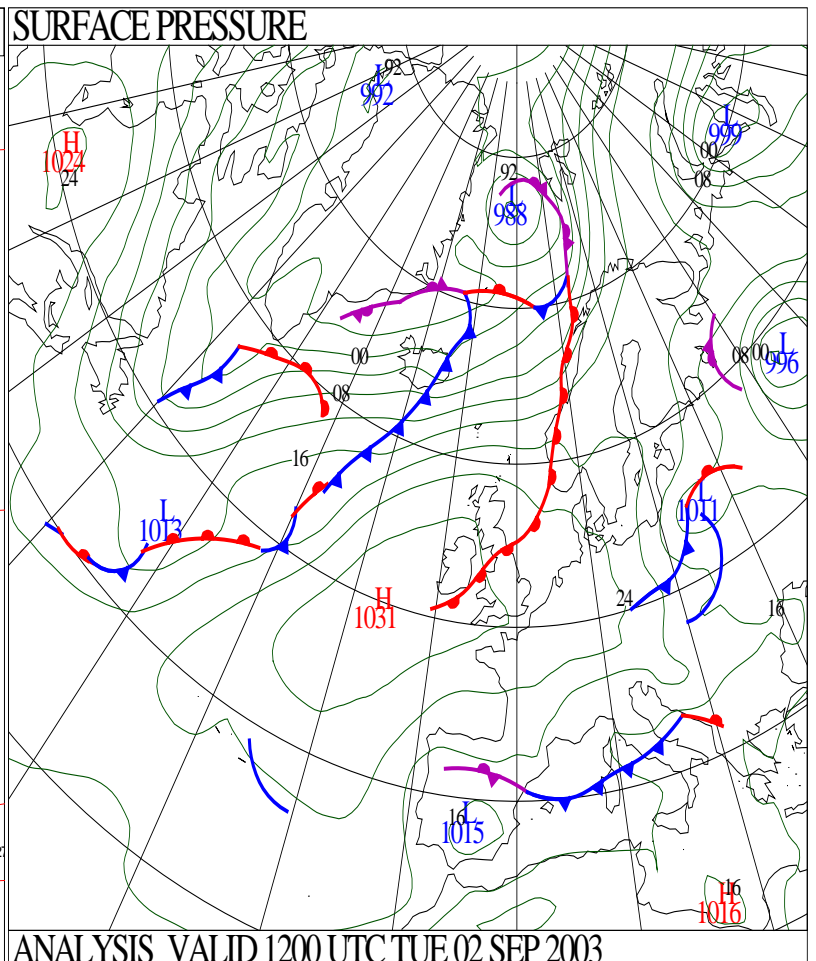 SURFACE PRESSURE
92
L
992
H
1024
24
L
999
00
08
92
L
988
00
08
08 00
L
996
16
L
1013
L
1011
H
1031
24
16
16
L
1015
16
H
1016
ANALYSIS VALID 1200 UTC TUE 02 SEP 2003